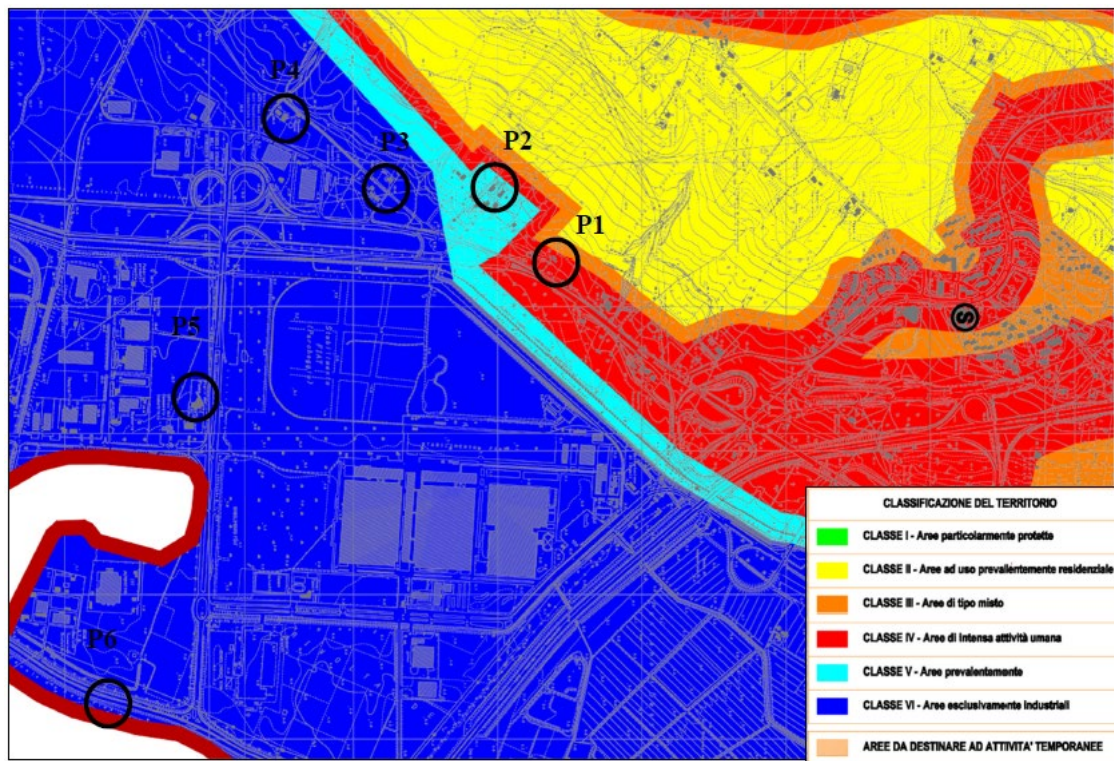 P4
P3
P2
P1
S
P5
P6
CLASSIFICAZIONE DEL TERRITORIO
CLASSE I - Aree particolarmente protette
CLASSE II - Aree ad uso prevalentemente residenziale
CLASSE III - Aree di tipo misto
CLASSE IV - Aree di intensa attività umana
CLASSE V - Aree prevalentemente
CLASSE VI - Aree esclusivamente industriali
AREE DA DESTINARE AD ATTIVITA' TEMPORANEE